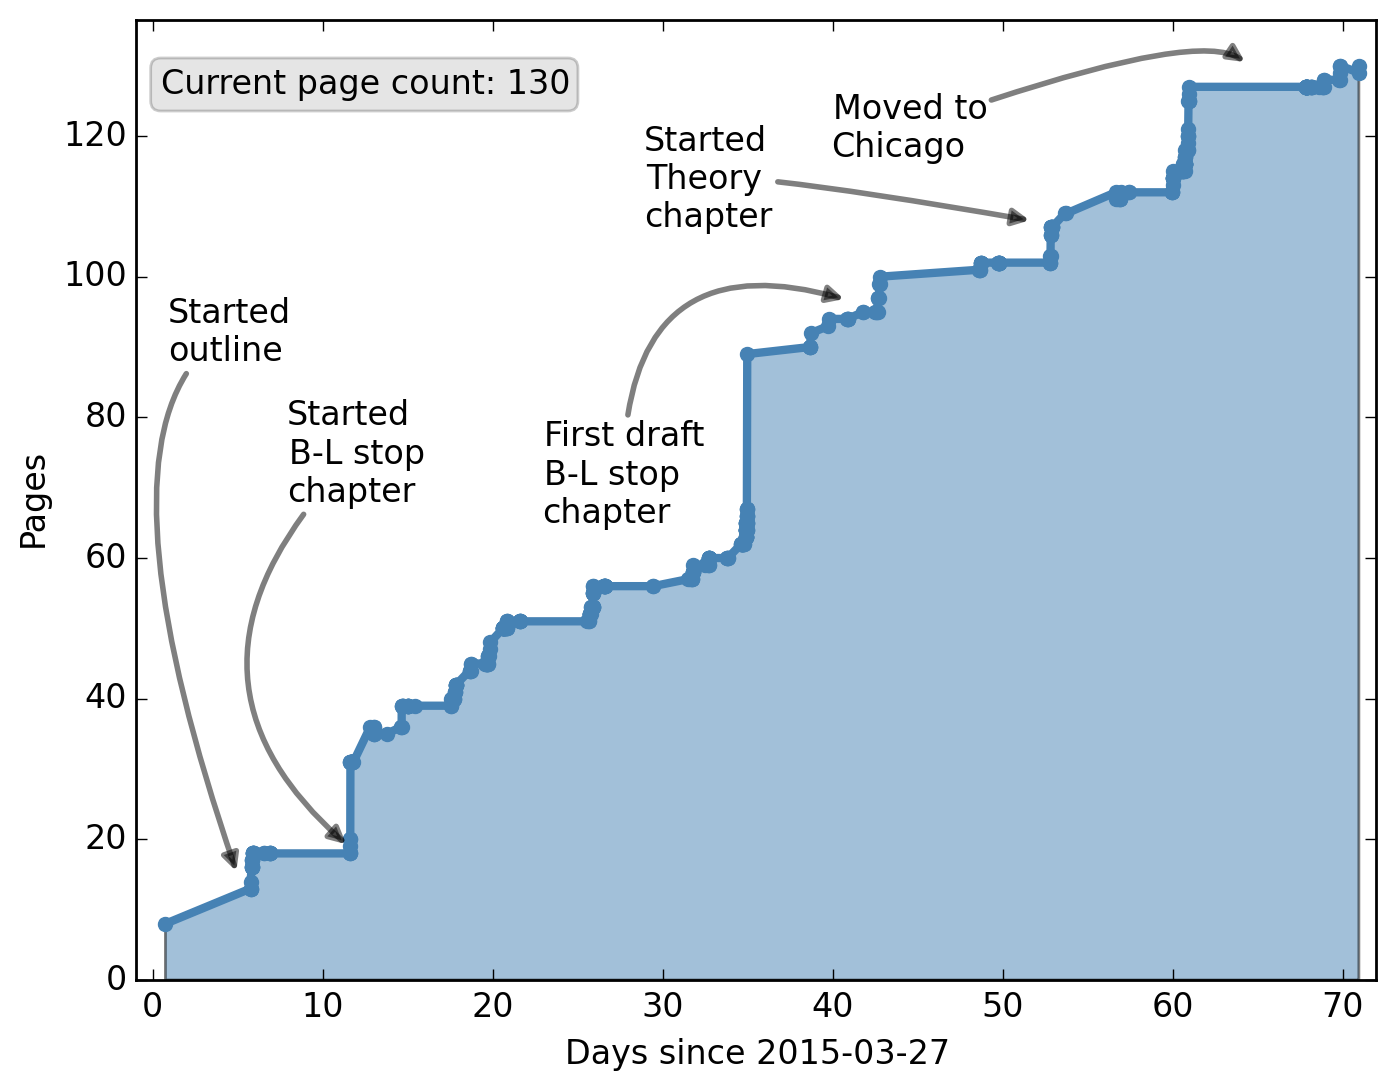 Current page count: 130
Moved to
Chicago
Started
Theory
chapter
Started
outline
Started
B-L stop
chapter
First draft
B-L stop
chapter
Pages
120
100
80
60
40
20
0
0 10 20 30 40 50 60 70
Days since 2015-03-27